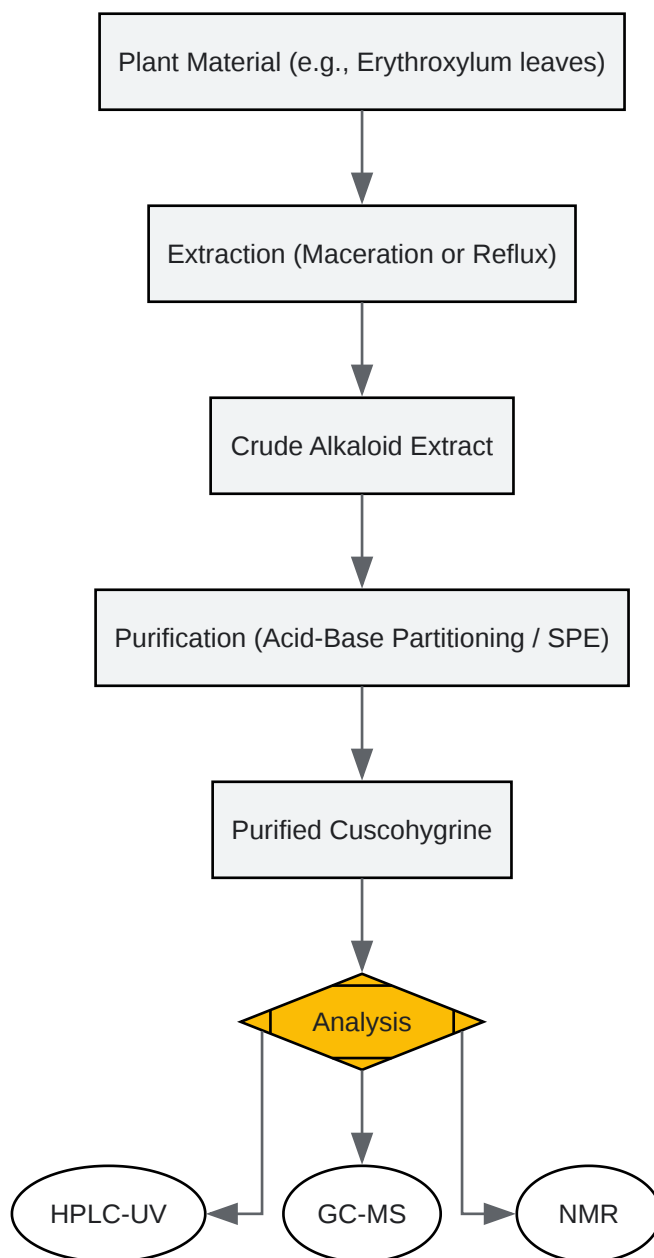 Plant Material (e.g., Erythroxylum leaves)
Extraction (Maceration or Reflux)
Crude Alkaloid Extract
Purification (Acid-Base Partitioning / SPE)
Purified Cuscohygrine
Analysis
HPLC-UV
GC-MS
NMR